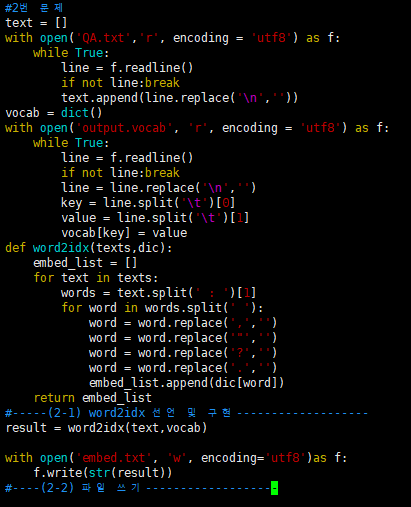 #2번 문제
text = []
with open('QA.txt','r', encoding = 'utf8') as f:
    while True:
        line = f.readline()
        if not line:break
        text.append(line.replace('\n',''))
vocab = dict()
with open('output.vocab', 'r', encoding = 'utf8') as f:
    while True:
        line = f.readline()
        if not line:break
        line = line.replace('\n','')
        key = line.split('\t')[0]
        value = line.split('\t')[1]
        vocab[key] = value
def word2idx(texts,dic):
    embed_list = []
    for text in texts:
        words = text.split(' : ')[1]
        for word in words.split(' '):
            word = word.replace(',','')
            word = word.replace('"','')
            word = word.replace('?','')
            word = word.replace('.','')
            embed_list.append(dic[word])
    return embed_list
#-----(2-1) word2idx 선언 및 구현 -------------------
result = word2idx(text,vocab)
with open('embed.txt', 'w', encoding='utf8')as f:
    f.write(str(result))
#----(2-2) 파일 쓰기 -------------------